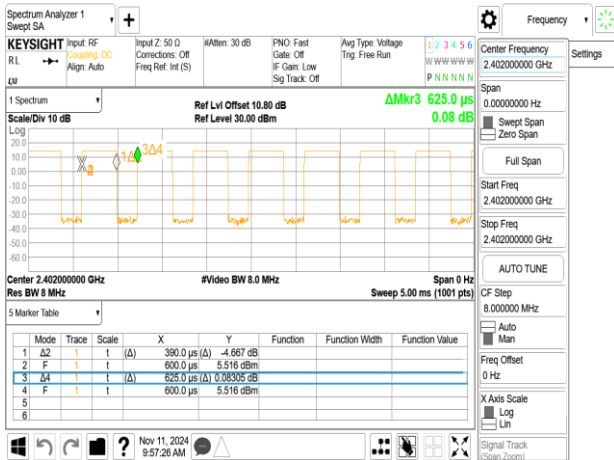 Spectrum Analyzer 1
Swept SA
+
Frequency
KEYSIGHT Input: RF Input Z: 50 Ω #Atten: 30 dB PNO: Fast Avg Type: Voltage 1 2 3 4 5 6
RL Coupling: DC Corrections: Off Gate: Off Trig: Free Run
Align: Auto Freq Ref: Int (S) IF Gain: Low W W W W W W
Sig Track: Off P N N N N N
LXI
1 Spectrum
Ref Lvl Offset 10.80 dB ΔMkr3 625.0 µs
Scale/Div 10 dB Ref Level 30.00 dBm 0.08 dB
Log
20.0
10.0
0.00
-10.0
-20.0
-30.0
-40.0
-50.0
-60.0
1Δ2 3Δ4
Center 2.402000000 GHz #Video BW 8.0 MHz Span 0 Hz
Res BW 8 MHz Sweep 5.00 ms (1001 pts)
5 Marker Table
Mode Trace Scale X Y Function Function Width Function Value
1 Δ2 1 t (Δ) 390.0 µs (Δ) -4.667 dB
2 F 1 t 600.0 µs 5.516 dBm
3 Δ4 1 t (Δ) 625.0 µs (Δ) 0.08305 dB
4 F 1 t 600.0 µs 5.516 dBm
5
6
Nov 11, 2024
9:57:26 AM
?
Center Frequency
2.402000000 GHz
Span
0.00000000 Hz
Swept Span
Zero Span
Full Span
Start Freq
2.402000000 GHz
Stop Freq
2.402000000 GHz
AUTO TUNE
CF Step
8.000000 MHz
Auto
Man
Freq Offset
0 Hz
X Axis Scale
Log
Lin
Signal Track
(Span Zoom)
Settings